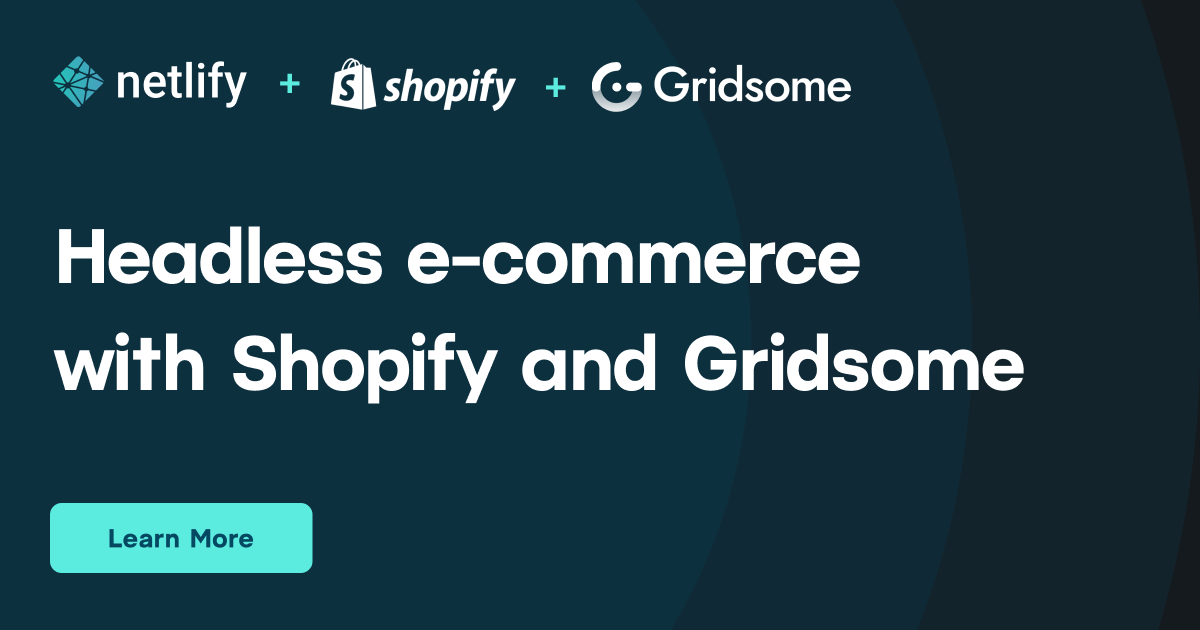 netlify + shopify + Gridsome
Headless e-commerce
with Shopify and Gridsome
Learn More